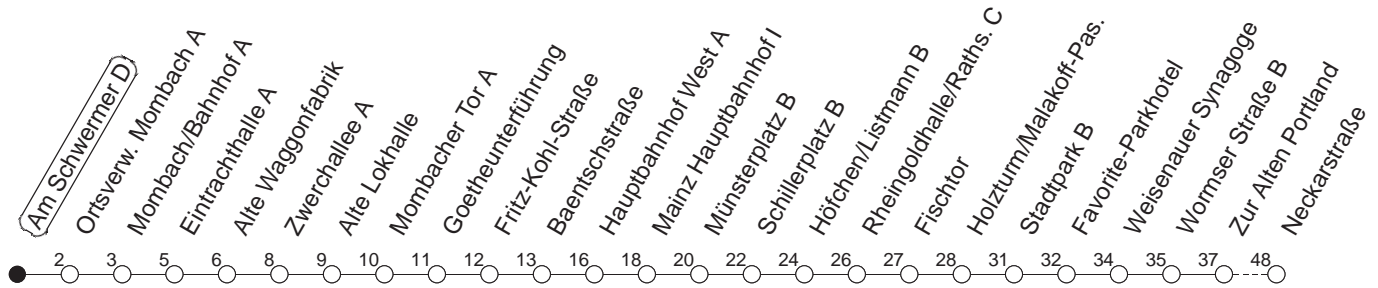 Am Schwermer D
Ortsverw. Mombach A
Mombach/Bahnhof A
Eintrachthalle A
Alte Waggonfabrik
Zwerchallee A
Alte Lokhalle
Mombacher Tor A
Goetheunterführung
Fritz-Kohl-Straße
Baentschstraße
Hauptbahnhof West A
Mainz Hauptbahnhof I
Münsterplatz B
Schillerplatz B
Höfchen/Listmann B
Rheingoldhalle/Raths. C
Fischtor
Holzturm/Malakoff-Pas.
Stadtpark B
Favorite-Parkhotel
Weisenauer Synagoge
Wormser Straße B
Zur Alten Portland
Neckarstraße
2 3 5 6 8 9 10 11 12 13 16 18 20 22 24 26 27 28 31 32 34 35 37 48